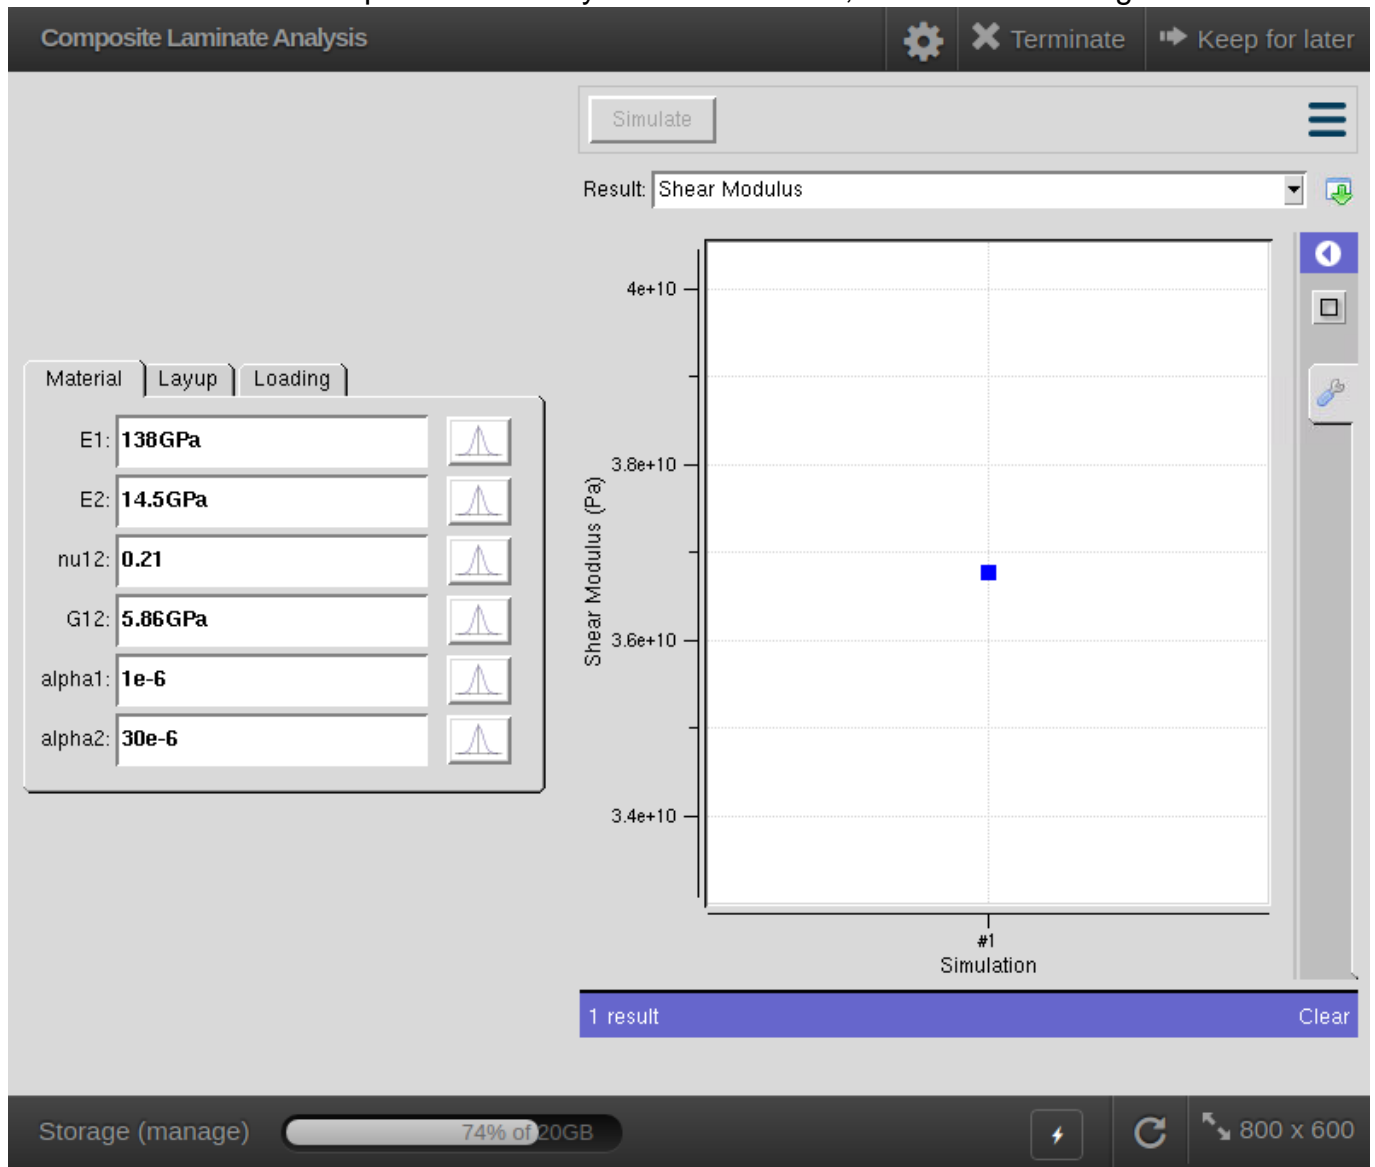 Composite Laminate Analysis
Terminate
Keep for later
Simulate
Result: Shear Modulus
Material Layup Loading
E1: 138GPa
E2: 14.5GPa
nu12: 0.21
G12: 5.86GPa
alpha1: 1e-6
alpha2: 30e-6
Shear Modulus (Pa)
4e+10
3.8e+10
3.6e+10
3.4e+10
#1
Simulation
1 result
Clear
Storage (manage)
74% of 20GB
800 x 600